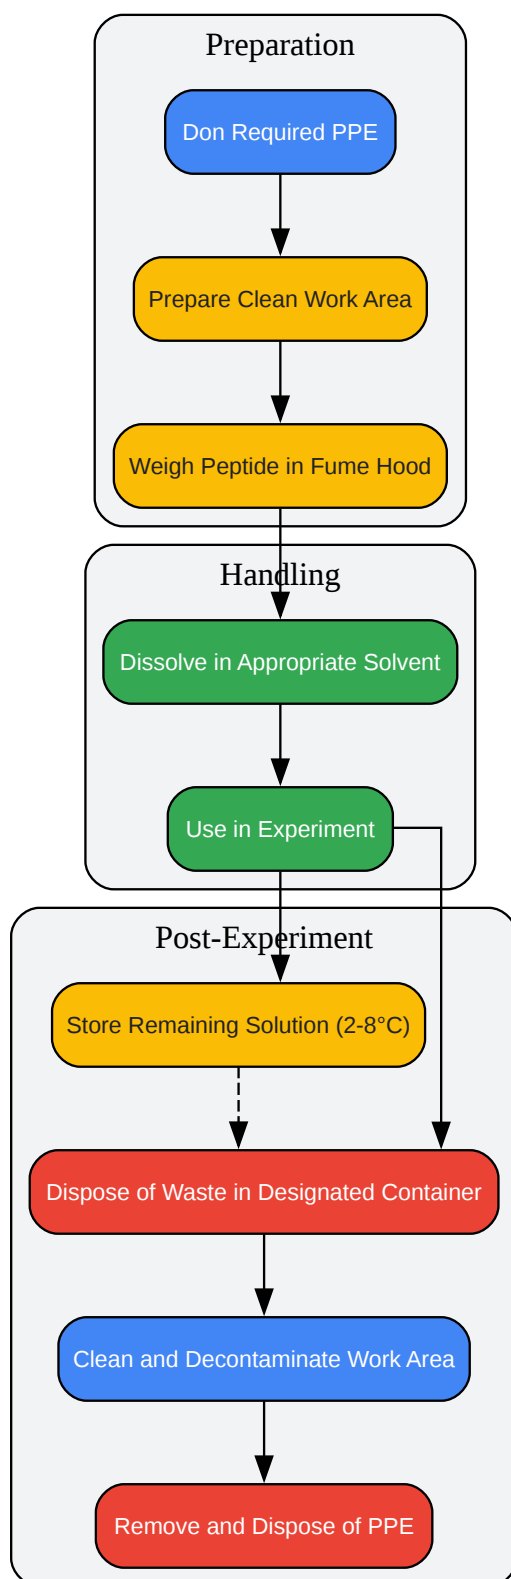 Preparation
Don Required PPE
Prepare Clean Work Area
Weigh Peptide in Fume Hood
Handling
Dissolve in Appropriate Solvent
Use in Experiment
Post-Experiment
Store Remaining Solution (2-8°C)
Dispose of Waste in Designated Container
Clean and Decontaminate Work Area
Remove and Dispose of PPE